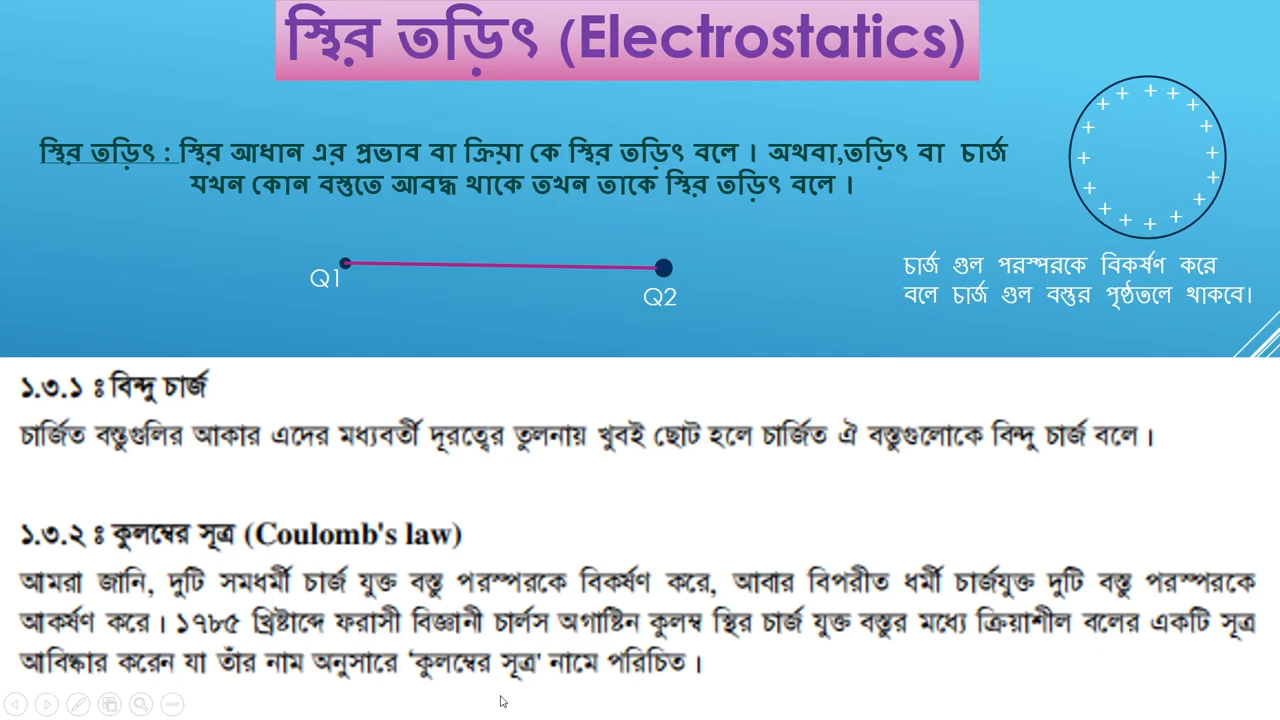 স্থির তড়িৎ (Electrostatics)
স্থির তড়িৎ : স্থির আধান এর প্রভাব বা ক্রিয়া কে স্থির তড়িৎ বলে । অথবা,তড়িৎ বা চার্জ
যখন কোন বস্তুতে আবদ্ধ থাকে তখন তাকে স্থির তড়িৎ বলে ।
Q1
Q2
চার্জ গুল পরস্পরকে বিকর্ষণ করে
বলে চার্জ গুল বস্তুর পৃষ্ঠতলে থাকবে।
১.৩.১ ঃ বিন্দু চার্জ
চার্জিত বস্তুগুলির আকার এদের মধ্যবর্তী দূরত্বের তুলনায় খুবই ছোট হলে চার্জিত ঐ বস্তুগুলোকে বিন্দু চার্জ বলে ।
১.৩.২ ঃ কুলম্বের সূত্র (Coulomb's law)
আমরা জানি, দুটি সমধর্মী চার্জ যুক্ত বস্তু পরস্পরকে বিকর্ষণ করে, আবার বিপরীত ধর্মী চার্জযুক্ত দুটি বস্তু পরস্পরকে
আকর্ষণ করে । ১৭৮৫ খ্রিষ্টাব্দে ফরাসী বিজ্ঞানী চার্লস অগাষ্টিন কুলম্ব স্থির চার্জ যুক্ত বস্তুর মধ্যে ক্রিয়াশীল বলের একটি সূত্র
আবিষ্কার করেন যা তাঁর নাম অনুসারে ‘কুলম্বের সূত্র’ নামে পরিচিত ।